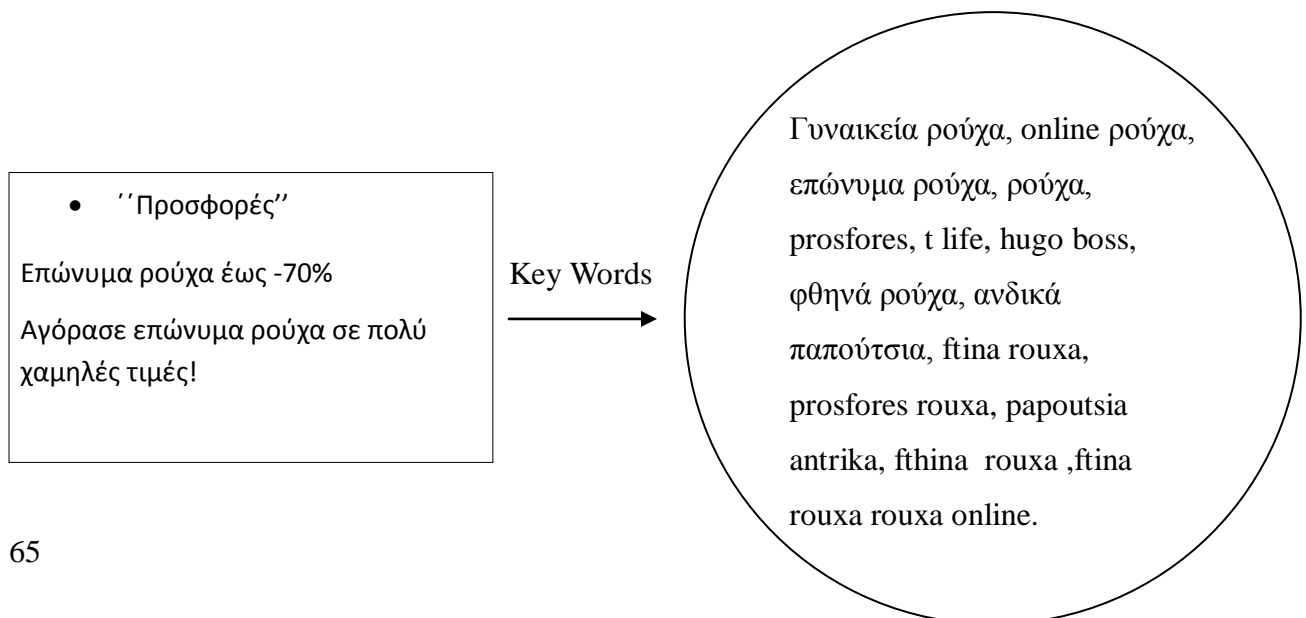 • ΄΄Προσφορές’’
Επώνυμα ρούχα έως -70%
Αγόρασε επώνυμα ρούχα σε πολύ
χαμηλές τιμές!
Key Words
Γυναικεία ρούχα, online ρούχα,
επώνυμα ρούχα, ρούχα,
prosfores, t life, hugo boss,
φθηνά ρούχα, ανδικά
παπούτσια, ftina rouxa,
prosfores rouxa, papoutsia
antrika, fthina rouxa ,ftina
rouxa rouxa online.
65